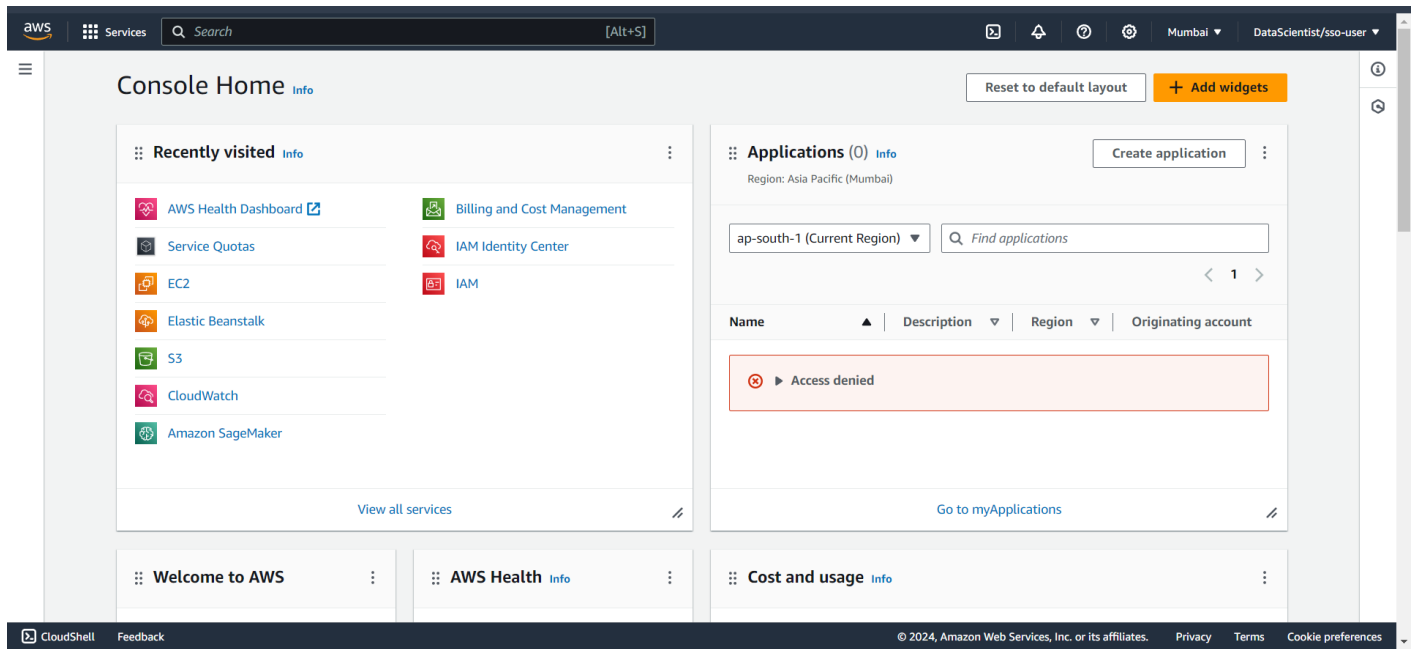 aws
Services
Search [Alt+S]
Mumbai ▼
DataScientist/sso-user ▼
Console Home Info
Reset to default layout
+ Add widgets
Recently visited Info
AWS Health Dashboard
Service Quotas
EC2
Elastic Beanstalk
S3
CloudWatch
Amazon SageMaker
Billing and Cost Management
IAM Identity Center
IAM
View all services
Applications (0) Info
Create application
Region: Asia Pacific (Mumbai)
ap-south-1 (Current Region) ▼
Find applications
< 1 >
Name ▲ Description ▽ Region ▽ Originating account
Access denied
Go to myApplications
Welcome to AWS
AWS Health Info
Cost and usage Info
CloudShell Feedback © 2024, Amazon Web Services, Inc. or its affiliates. Privacy Terms Cookie preferences